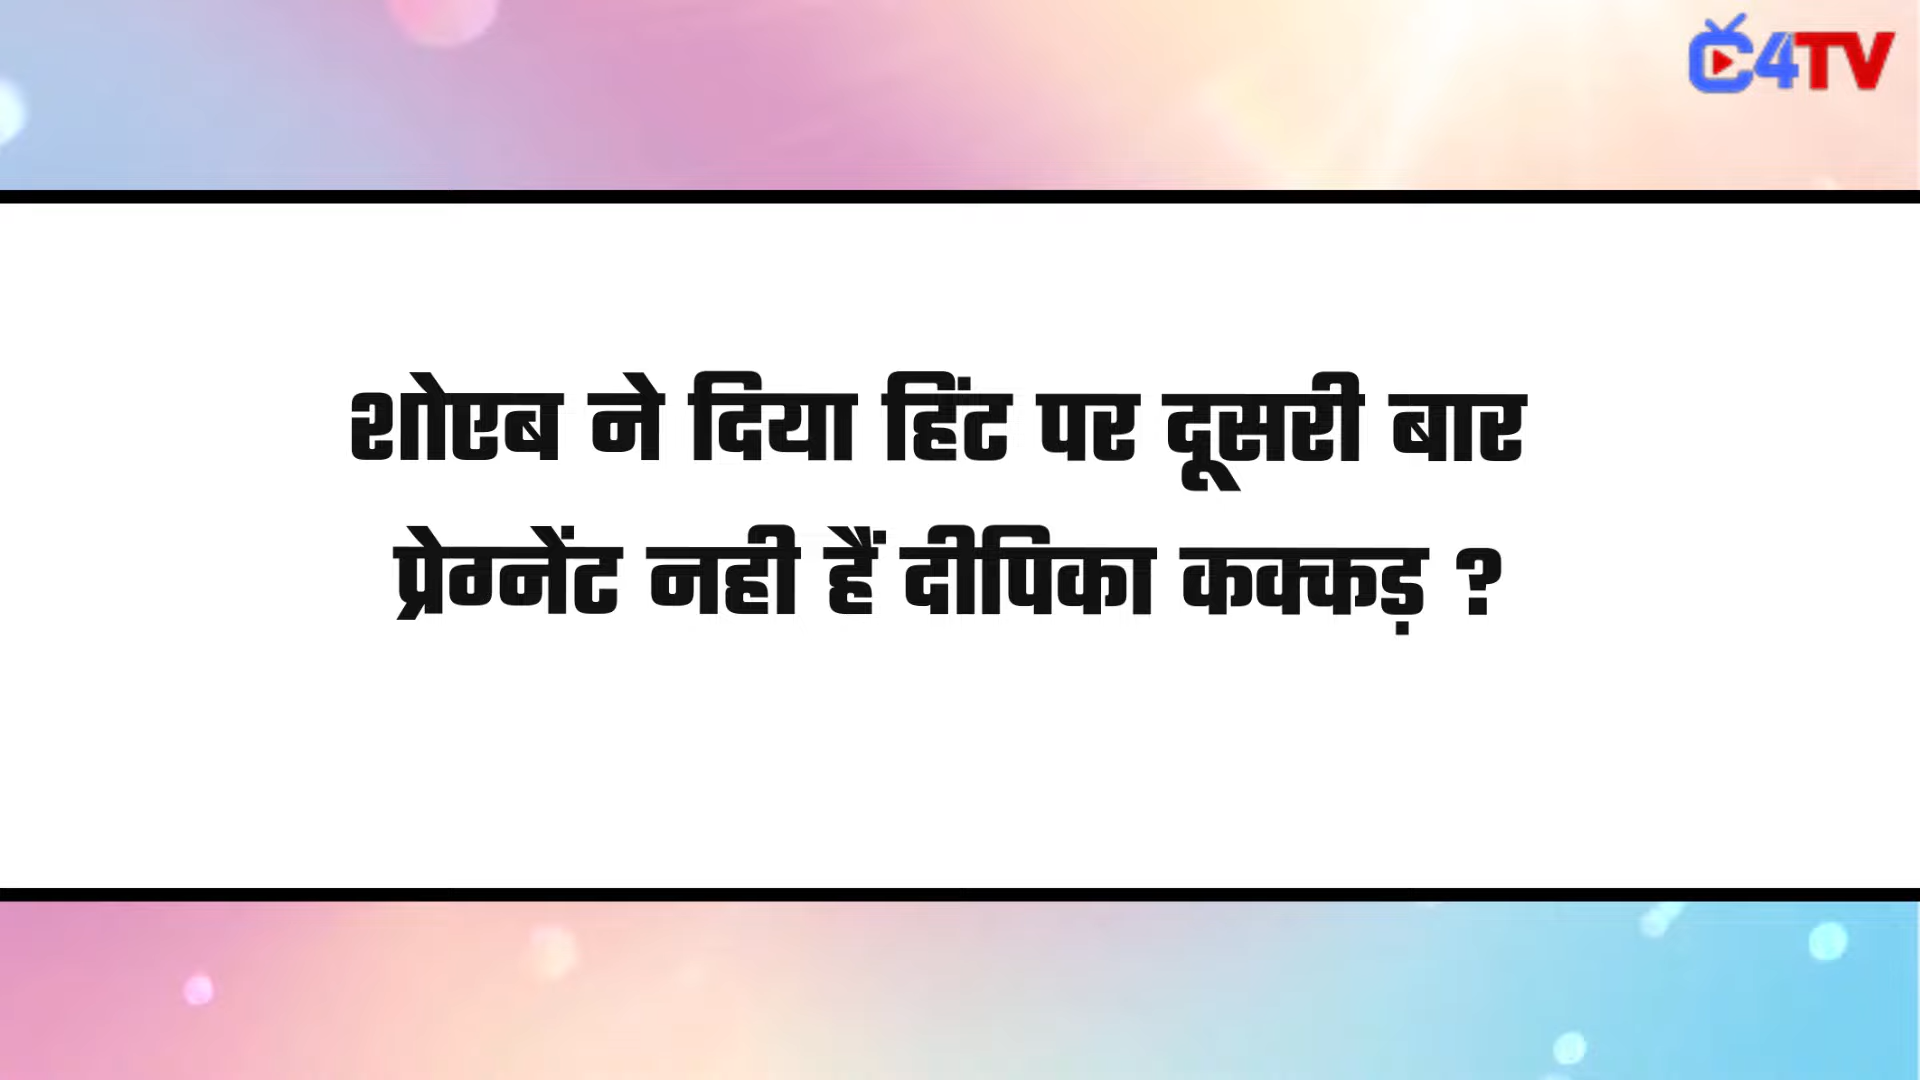 C4TV
शोएब ने दिया हिंट पर दूसरी बार
प्रेग्नेंट नही हैं दीपिका कक्कड़ ?